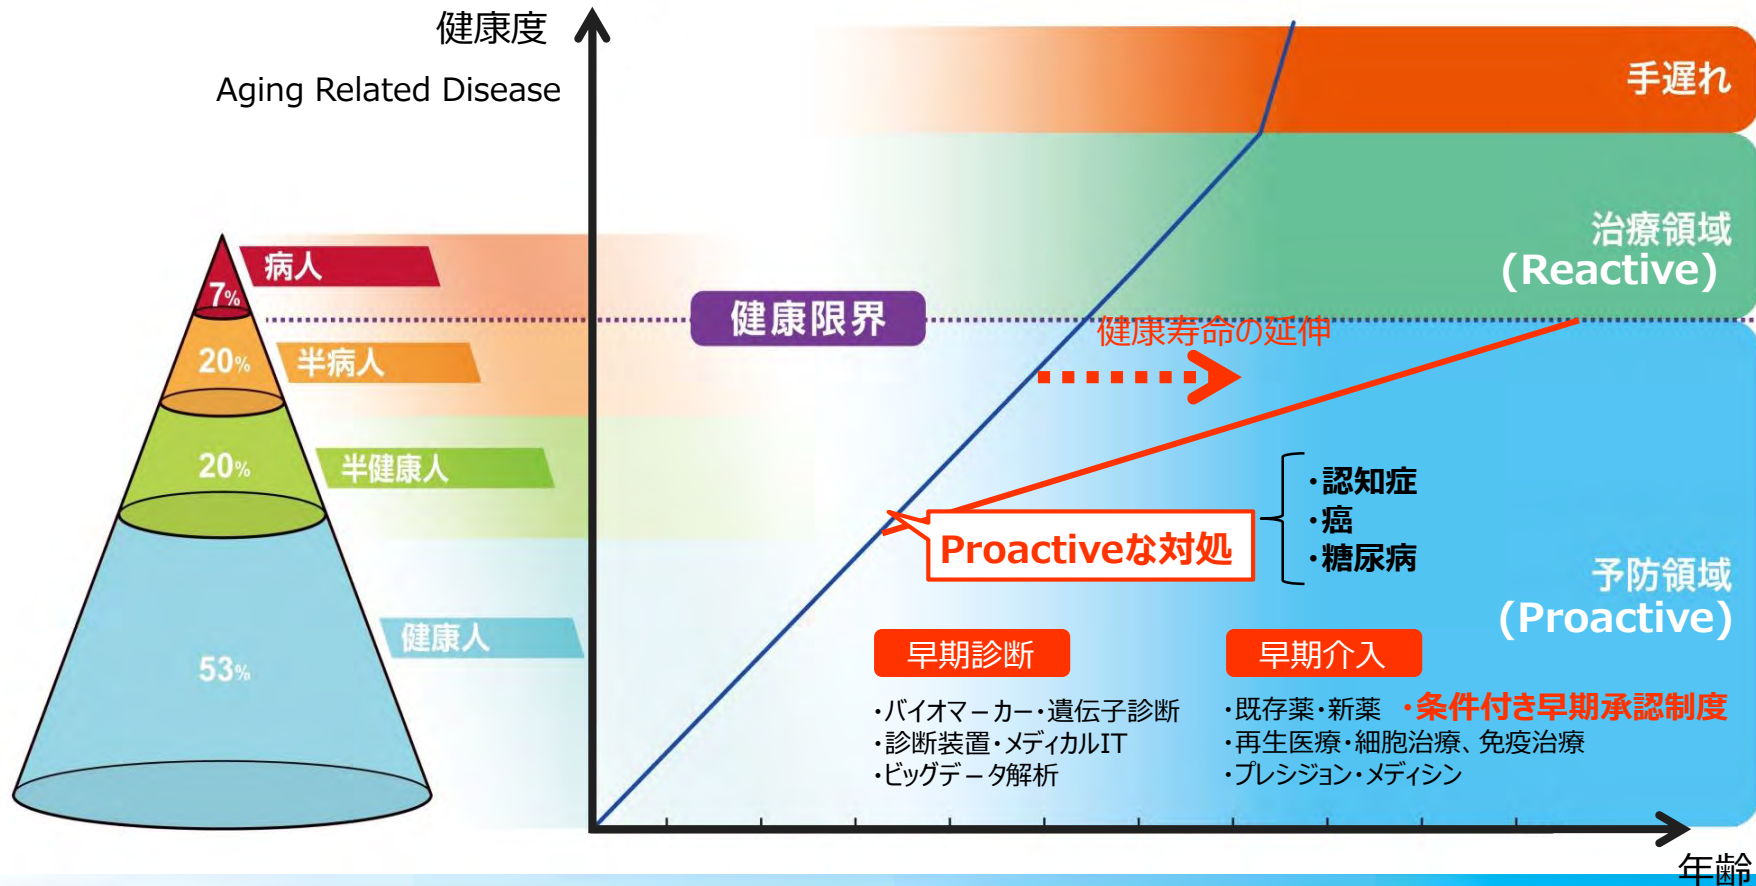 健康度
Aging Related Disease
手遅れ
治療領域
(Reactive)
病人
7%
健康限界
健康寿命の延伸
20%
半病人
20%
半健康人
Proactiveな対処
・認知症
・癌
・糖尿病
予防領域
(Proactive)
健康人
53%
早期診断
・バイオマーカー・遺伝子診断
・診断装置・メディカルIT
・ビッグデータ解析
早期介入
・既存薬・新薬 ・条件付き早期承認制度
・再生医療・細胞治療、免疫治療
・プレシジョン・メディシン
年齢